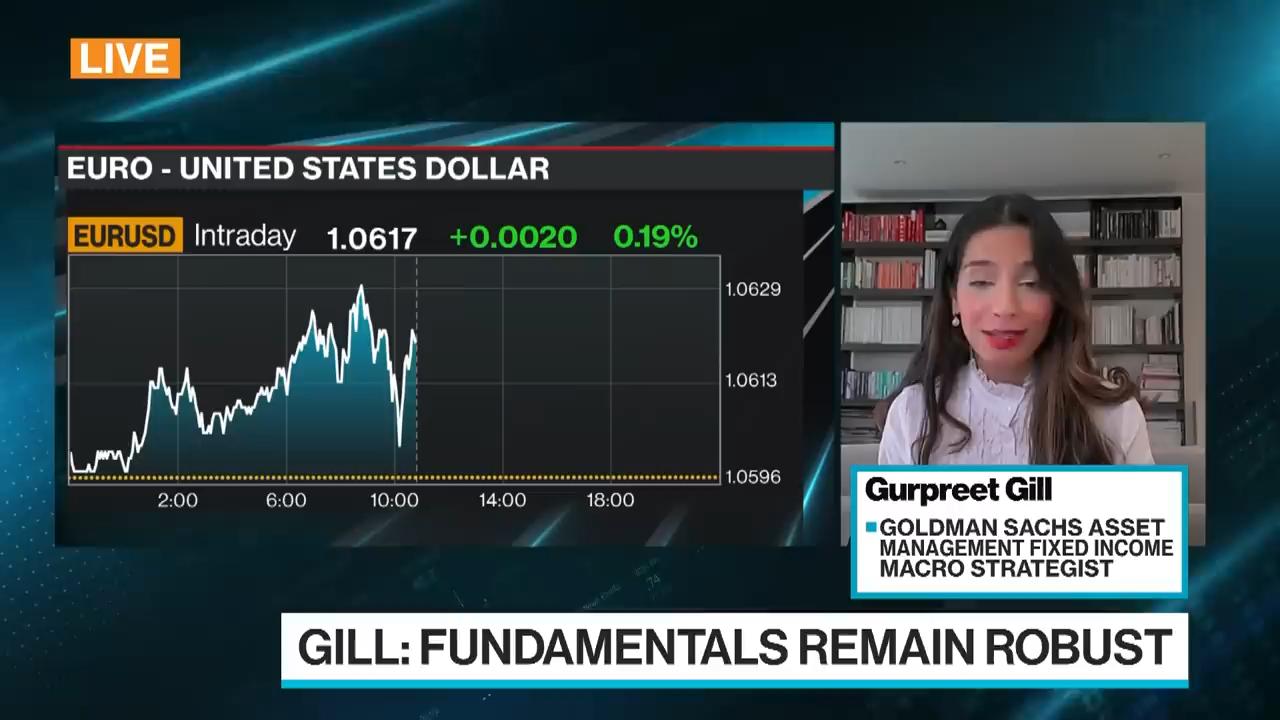 LIVE
EURO - UNITED STATES DOLLAR
EURUSD Intraday 1.0617 +0.0020 0.19%
1.0629
1.0613
1.0596
2:00 6:00 10:00 14:00 18:00
Gurpreet Gill
GOLDMAN SACHS ASSET
MANAGEMENT FIXED INCOME
MACRO STRATEGIST
GILL: FUNDAMENTALS REMAIN ROBUST